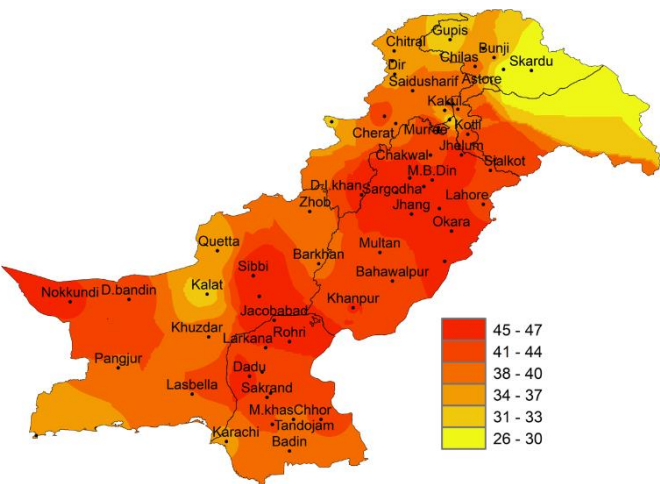 Gupis
Chitral
Bunji
Chilas
Skardu
Dir
Astore
Saidusharif
Kakul
Cherat
Murree
Kotli
Chakwal
Jhelum
Sialkot
M.B.Din
D.I.khan
Sargodha
Zhob
Lahore
Jhang
Okara
Quetta
Multan
Barkhan
Sibbi
Bahawalpur
Nokkundi
D.bandin
Kalat
Khanpur
Jacobabad
Khuzdar
Larkana
Rohri
Pangjur
Dadu
Lasbella
Sakrand
M.khas
Chhor
Tandojam
Karachi
Badin
45 - 47
41 - 44
38 - 40
34 - 37
31 - 33
26 - 30